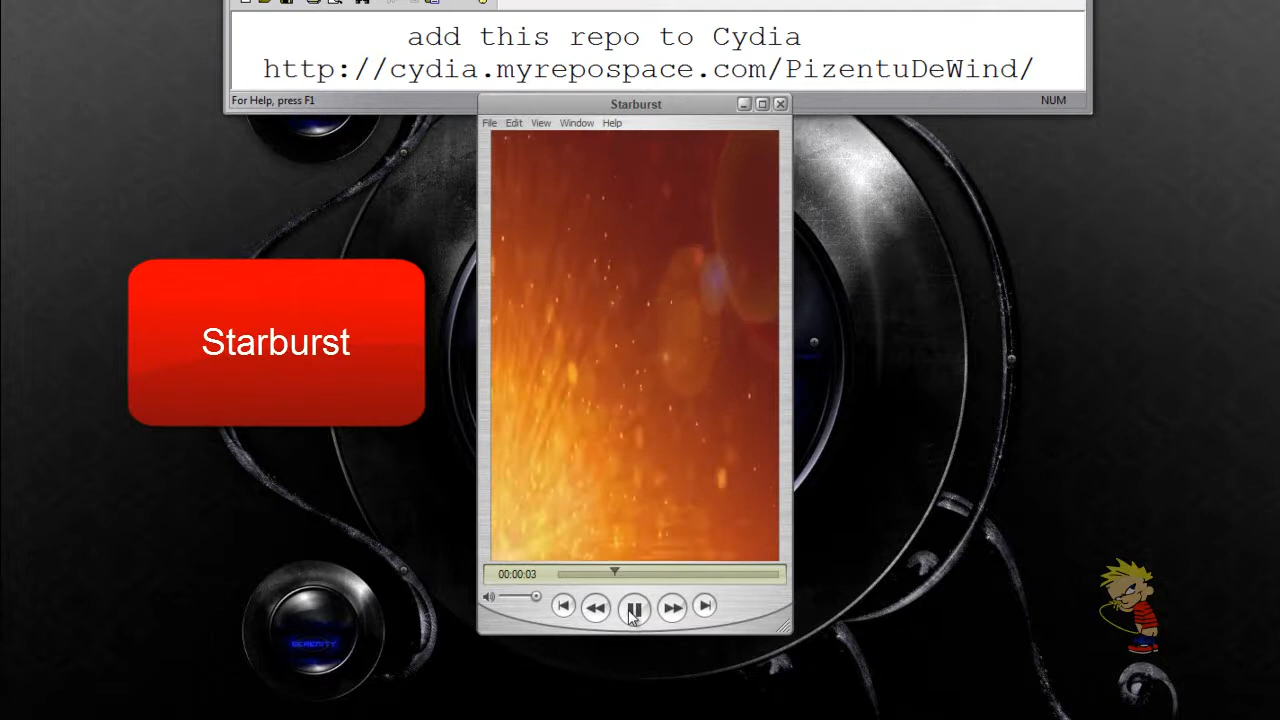 add this repo to Cydia
http://cydia.myrepospace.com/PizentuDeWind/
For Help, press F1
NUM
Starburst
File Edit View Window Help
Starburst
00:00:03
SERENITY